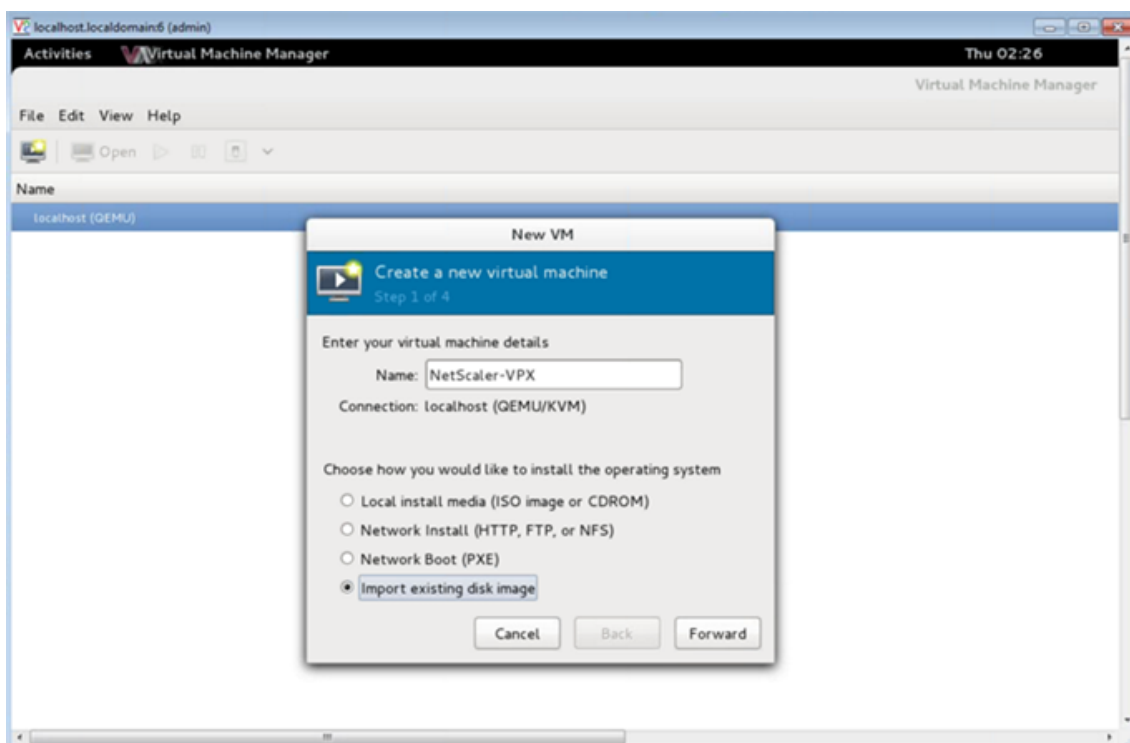 localhost.localdomain:6 (admin)
Activities Virtual Machine Manager Thu 02:26
Virtual Machine Manager
File Edit View Help
Open
Name
localhost (QEMU)
New VM
Create a new virtual machine
Step 1 of 4
Enter your virtual machine details
Name: NetScaler-VPX
Connection: localhost (QEMU/KVM)
Choose how you would like to install the operating system
Local install media (ISO image or CDROM)
Network Install (HTTP, FTP, or NFS)
Network Boot (PXE)
Import existing disk image
Cancel Back Forward